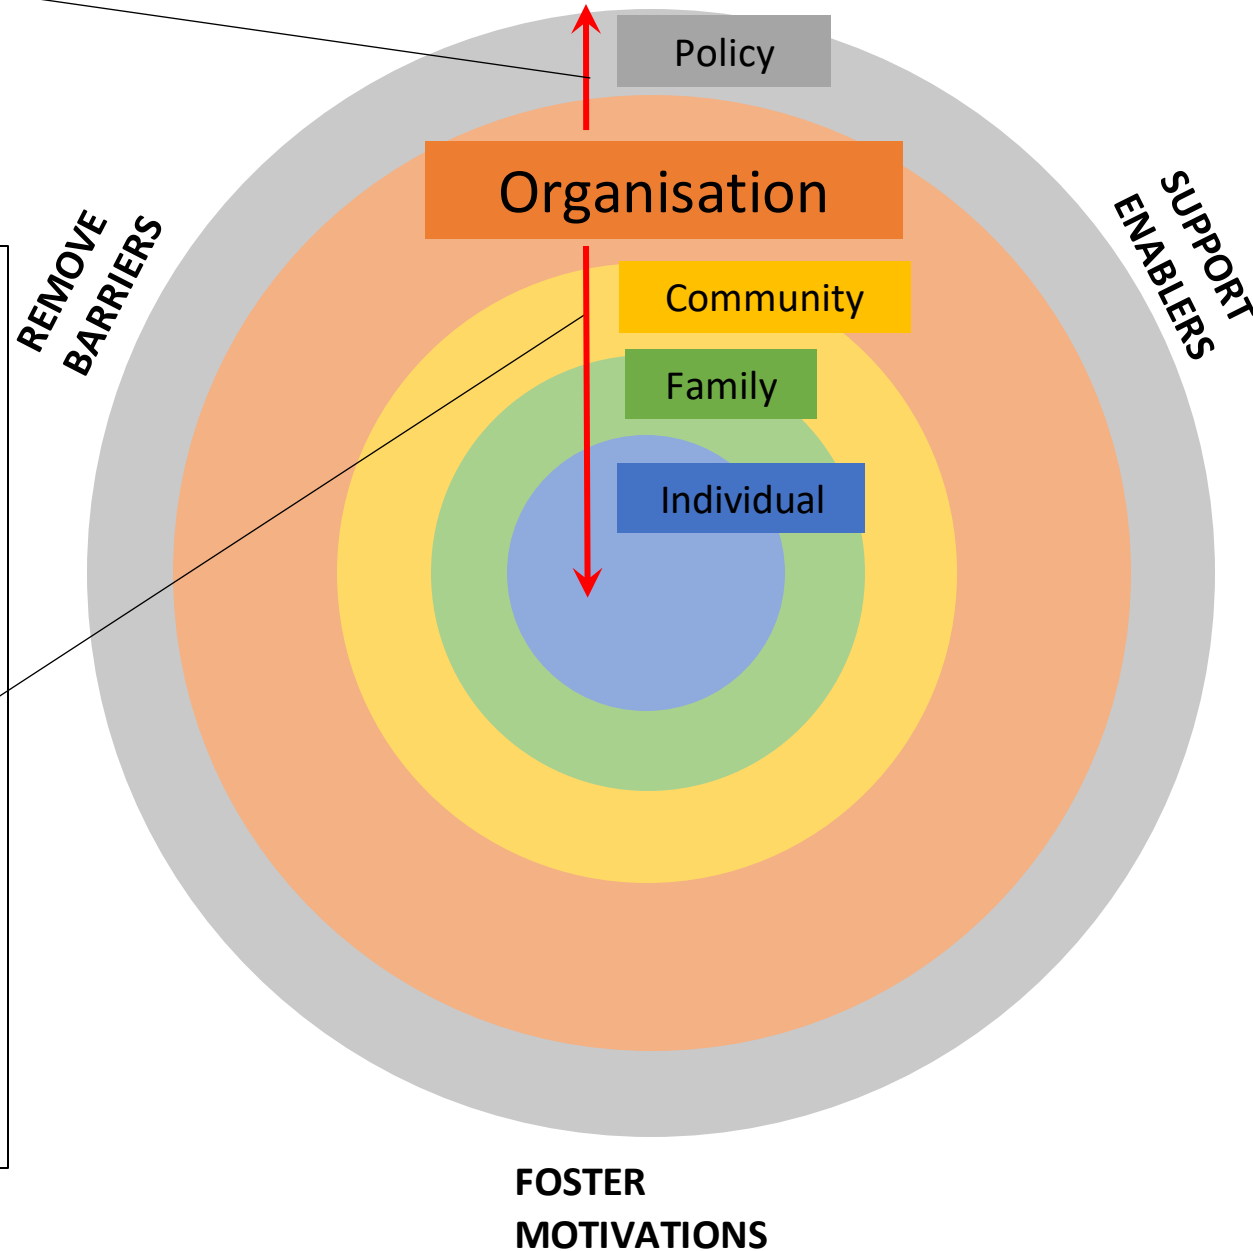 Policy
Organisation
REMOVE
BARRIERS
SUPPORT
ENABLERS
Community
Family
Individual
FOSTER
MOTIVATIONS